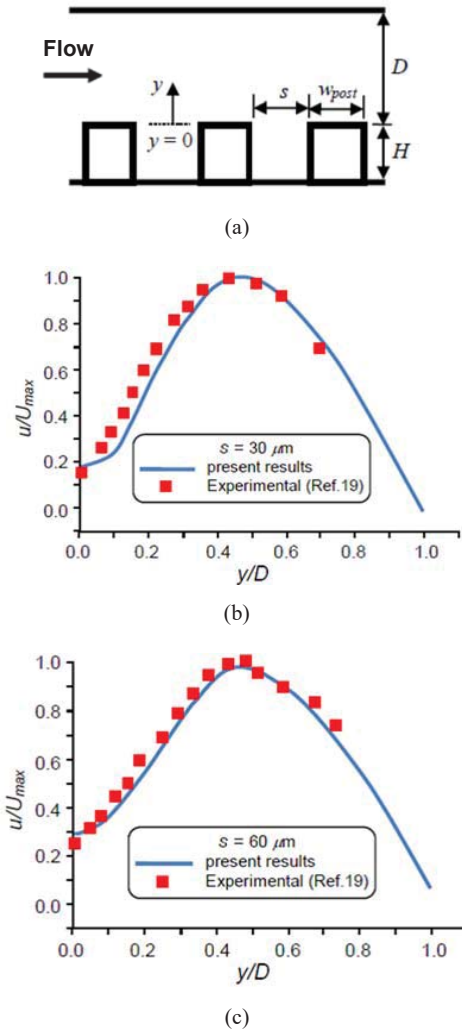 Flow
y
y = 0
s
wpost
D
H
(a)
1.0
0.8
0.6
0.4
0.2
0.0
u/Umax
s = 30 μm
present results
Experimental (Ref.19)
0.0 0.2 0.4 0.6 0.8 1.0
y/D
(b)
1.0
0.8
0.6
0.4
0.2
0.0
u/Umax
s = 60 μm
present results
Experimental (Ref.19)
0.0 0.2 0.4 0.6 0.8 1.0
y/D
(c)